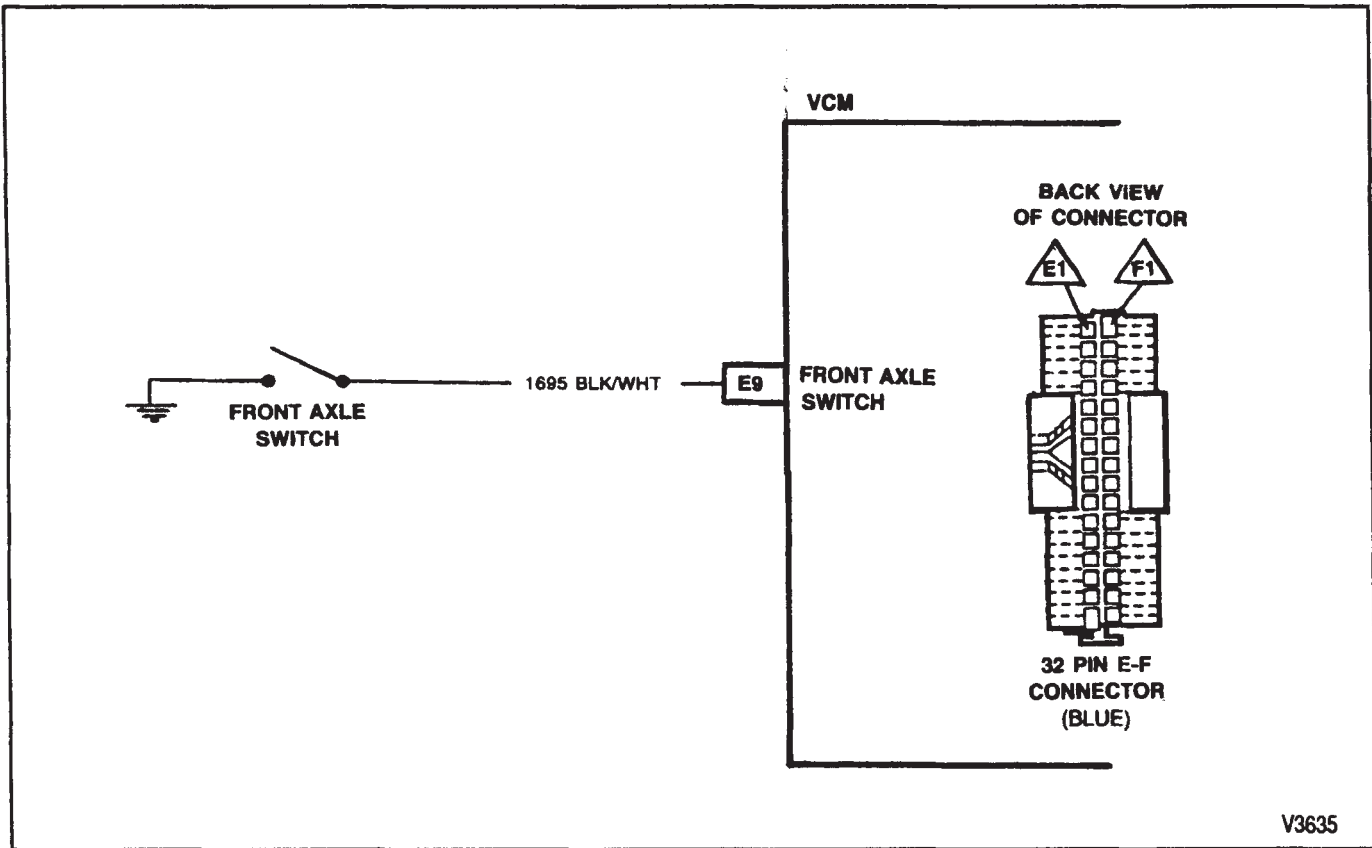 VCM
BACK VIEW
OF CONNECTOR
E1
F1
1695 BLK/WHT
E9
FRONT AXLE
SWITCH
FRONT AXLE
SWITCH
32 PIN E-F
CONNECTOR
(BLUE)
V3635